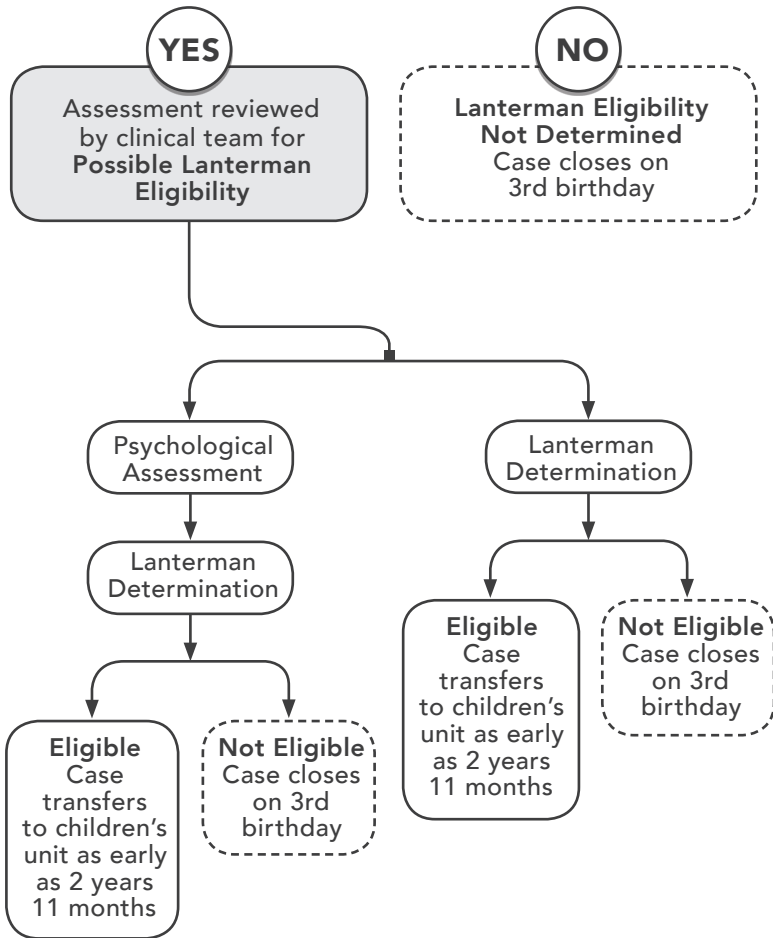 YES
Assessment reviewed
by clinical team for
Possible Lanterman
Eligibility
NO
Lanterman Eligibility
Not Determined
Case closes on
3rd birthday
Psychological
Assessment
Lanterman
Determination
Eligible
Case
transfers
to children’s
unit as early
as 2 years
11 months
Not Eligible
Case closes
on 3rd
birthday
Lanterman
Determination
Eligible
Case
transfers
to children’s
unit as early
as 2 years
11 months
Not Eligible
Case closes
on 3rd
birthday